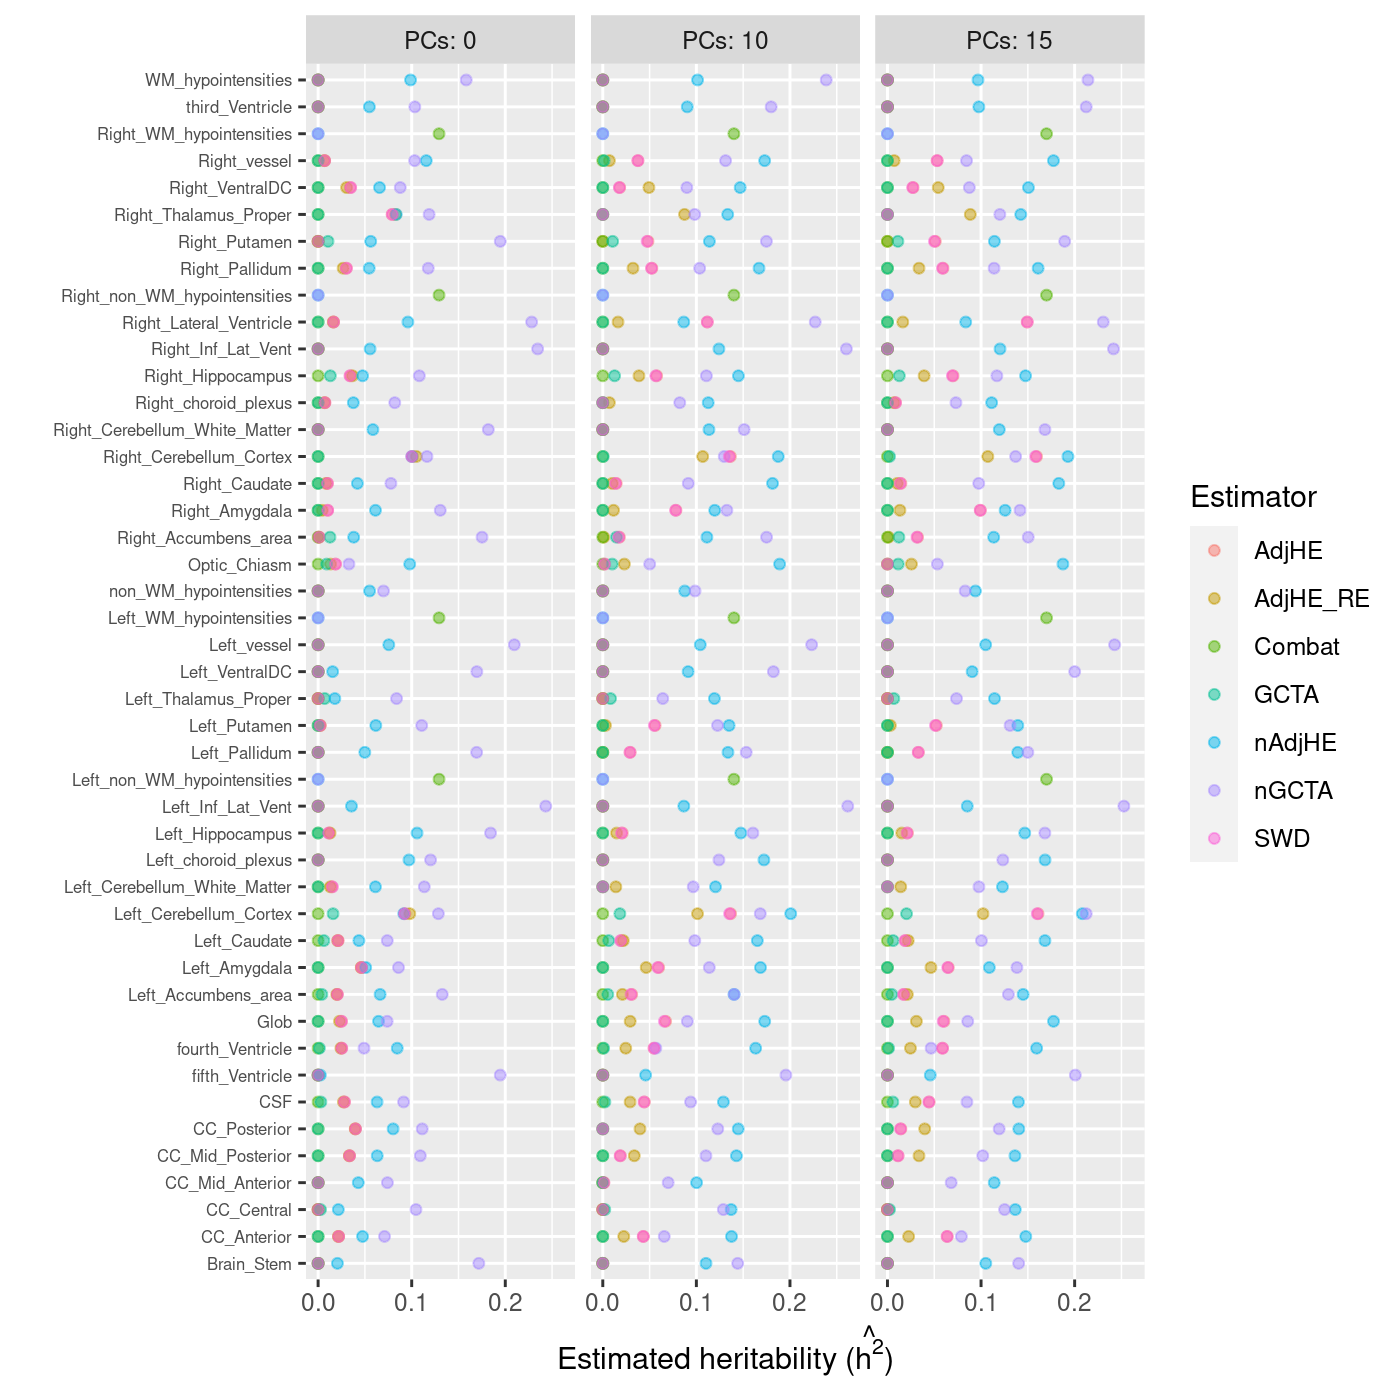 PCs: 0 PCs: 10 PCs: 15
WM_hypointensities
third_Ventricle
Right_WM_hypointensities
Right_vessel
Right_VentralDC
Right_Thalamus_Proper
Right_Putamen
Right_Pallidum
Right_non_WM_hypointensities
Right_Lateral_Ventricle
Right_Inf_Lat_Vent
Right_Hippocampus
Right_choroid_plexus
Right_Cerebellum_White_Matter
Right_Cerebellum_Cortex
Right_Caudate
Right_Amygdala
Right_Accumbens_area
Optic_Chiasm
non_WM_hypointensities
Left_WM_hypointensities
Left_vessel
Left_VentralDC
Left_Thalamus_Proper
Left_Putamen
Left_Pallidum
Left_non_WM_hypointensities
Left_Inf_Lat_Vent
Left_Hippocampus
Left_choroid_plexus
Left_Cerebellum_White_Matter
Left_Cerebellum_Cortex
Left_Caudate
Left_Amygdala
Left_Accumbens_area
Glob
fourth_Ventricle
fifth_Ventricle
CSF
CC_Posterior
CC_Mid_Posterior
CC_Mid_Anterior
CC_Central
CC_Anterior
Brain_Stem
0.0 0.1 0.2 0.0 0.1 0.2 0.0 0.1 0.2
Estimated heritability (ĥ²)
Estimator
AdjHE
AdjHE_RE
Combat
GCTA
nAdjHE
nGCTA
SWD